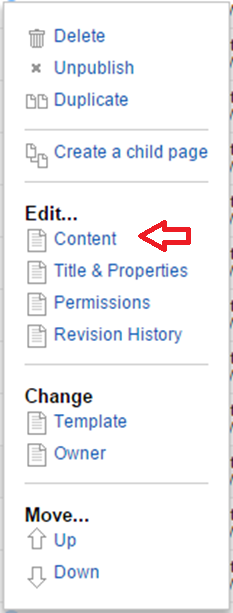 Delete
Unpublish
Duplicate
Create a child page
Edit...
Content
Title & Properties
Permissions
Revision History
Change
Template
Owner
Move...
Up
Down